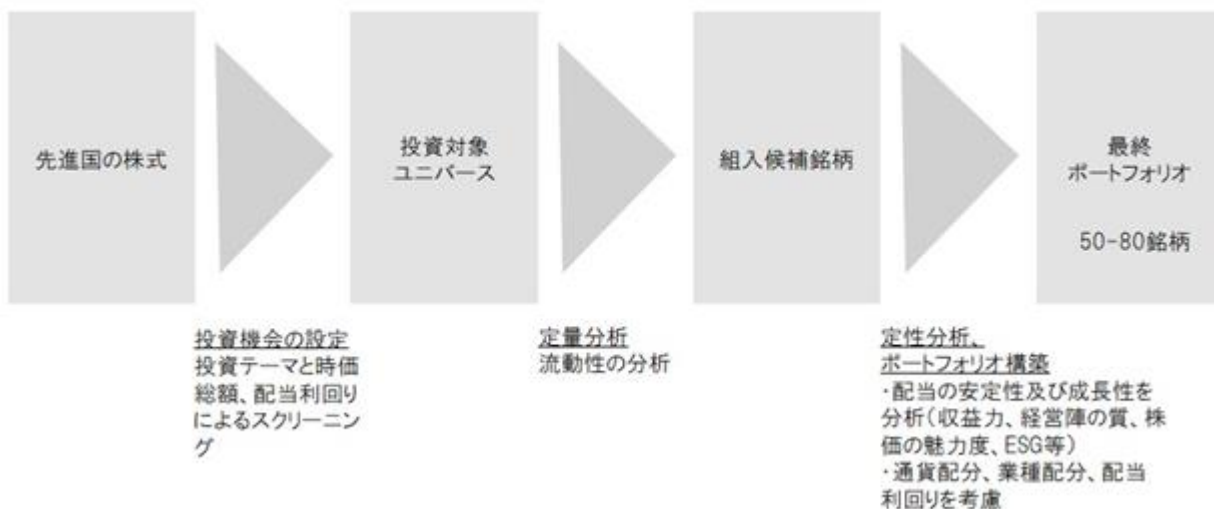 先進国の株式
投資対象
ユニバース
組入候補銘柄
最終
ポートフォリオ
50-80銘柄
投資機会の設定
投資テーマと時価
総額、配当利回り
によるスクリーニン
グ
定量分析
流動性の分析
定性分析、
ポートフォリオ構築
・配当の安定性及び成長性を
分析（収益力、経営陣の質、株
価の魅力度、ESG等）
・通貨配分、業種配分、配当
利回りを考慮